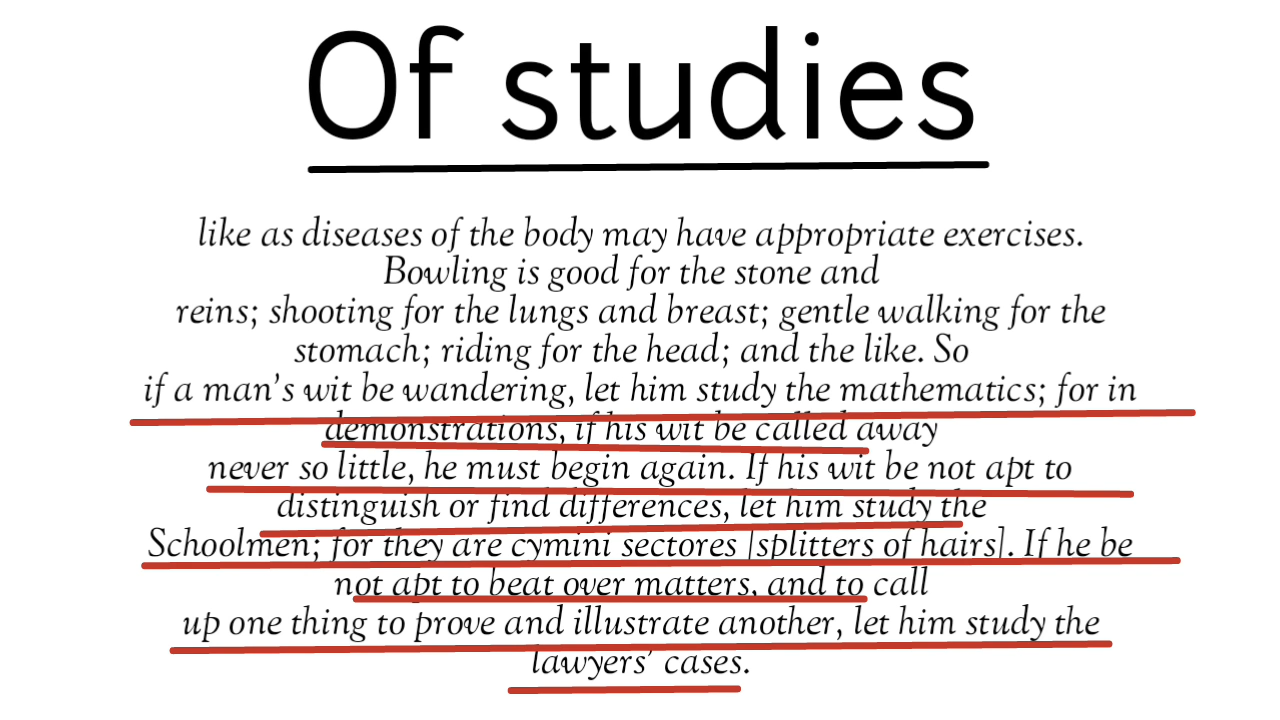 Of studies
like as diseases of the body may have appropriate exercises.
Bowling is good for the stone and
reins; shooting for the lungs and breast; gentle walking for the
stomach; riding for the head; and the like. So
if a man's wit be wandering, let him study the mathematics; for in
demonstrations, if his wit be called away
never so little, he must begin again. If his wit be not apt to
distinguish or find differences, let him study the
Schoolmen; for they are cymini sectores [splitters of hairs]. If he be
not apt to beat over matters, and to call
up one thing to prove and illustrate another, let him study the
lawyers' cases.